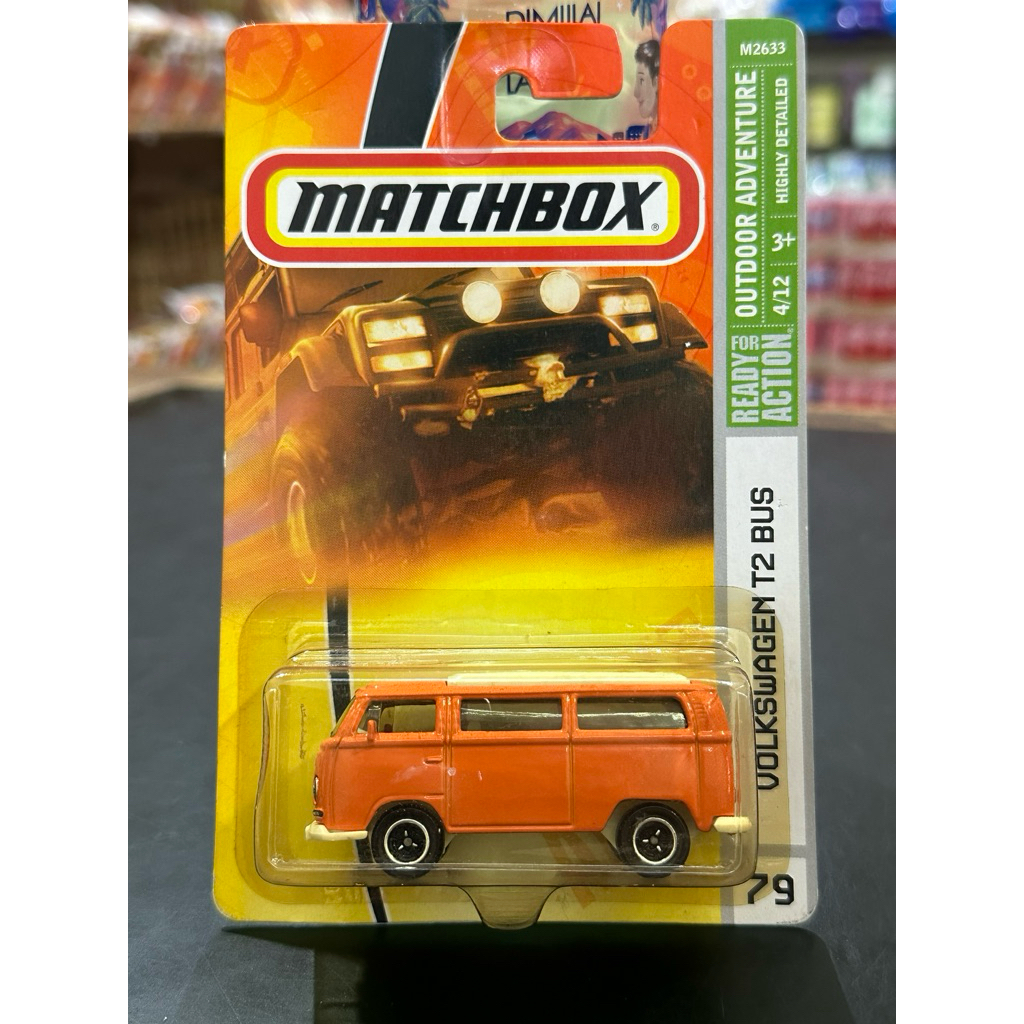 M2633
MATCHBOX®
OUTDOOR ADVENTURE
HIGHLY DETAILED
4/12 3+
READY FOR ACTION
VOLKSWAGEN T2 BUS
79